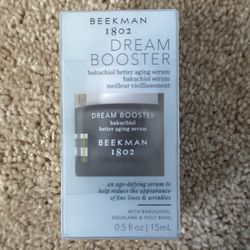 BEEKMAN
1802
DREAM
BOOSTER
bakuchiol better aging serum
bakuchiol sérum
meilleur vieillissement
DREAM BOOSTER
bakuchiol
better aging serum
BEEKMAN
1802
an age-defying serum to
help reduce the appearance
of fine lines & wrinkles
WITH BAKUCHIOL,
SQUALANE & HOLY BASIL
0.5 fl oz | 15mL